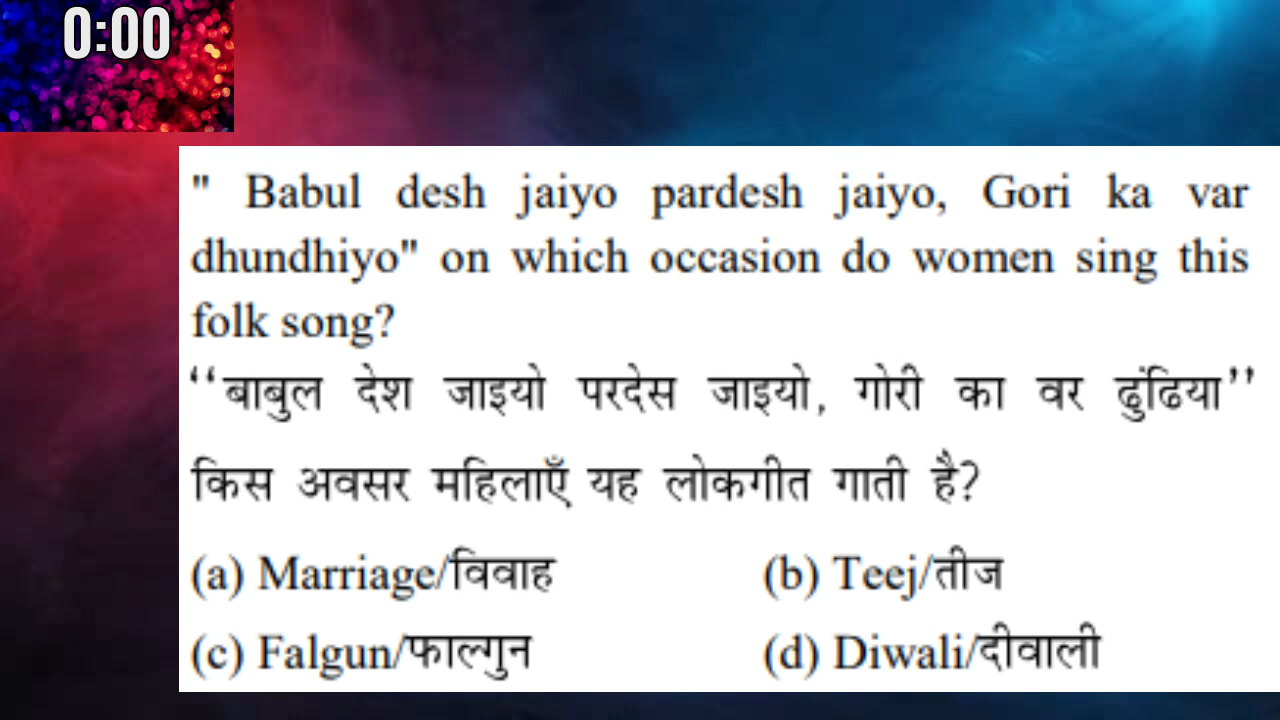 0:00
" Babul desh jaiyo pardesh jaiyo, Gori ka var
dhundhiyo" on which occasion do women sing this
folk song?
‘‘बाबुल देश जाइयो परदेस जाइयो, गोरी का वर ढुंढिया’’
किस अवसर महिलाएँ यह लोकगीत गाती है?
(a) Marriage/विवाह (b) Teej/तीज
(c) Falgun/फाल्गुन (d) Diwali/दीवाली